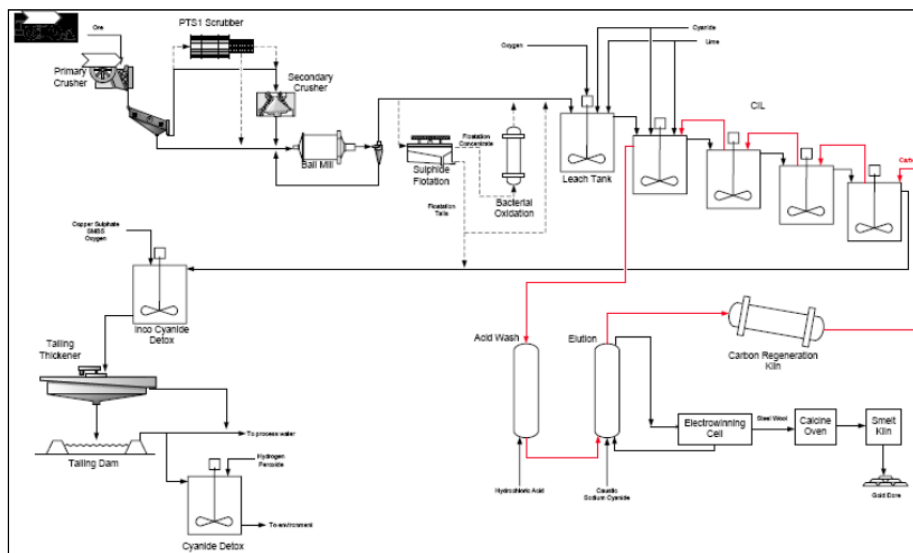 Ore
Primary
Crusher
PTS1 Scrubber
Secondary
Crusher
Ball Mill
Sulphide
Flotation
Floatation
Concentrate
Floatation
Tails
Bacterial
Oxidation
Oxygen
Cyanide
Lime
Leach Tank
CIL
Copper Sulphate
SMBS
Oxygen
Inco Cyanide
Detox
Tailing
Thickener
Tailing Dam
To process water
Hydrogen
Peroxide
To environment
Cyanide Detox
Acid Wash
Elution
Carbon Regeneration
Kiln
Hydrochloric Acid
Caustic
Sodium Cyanide
Electrowinning
Cell
Steel Wool
Calcine
Oven
Smelt
Kiln
Gold Dore